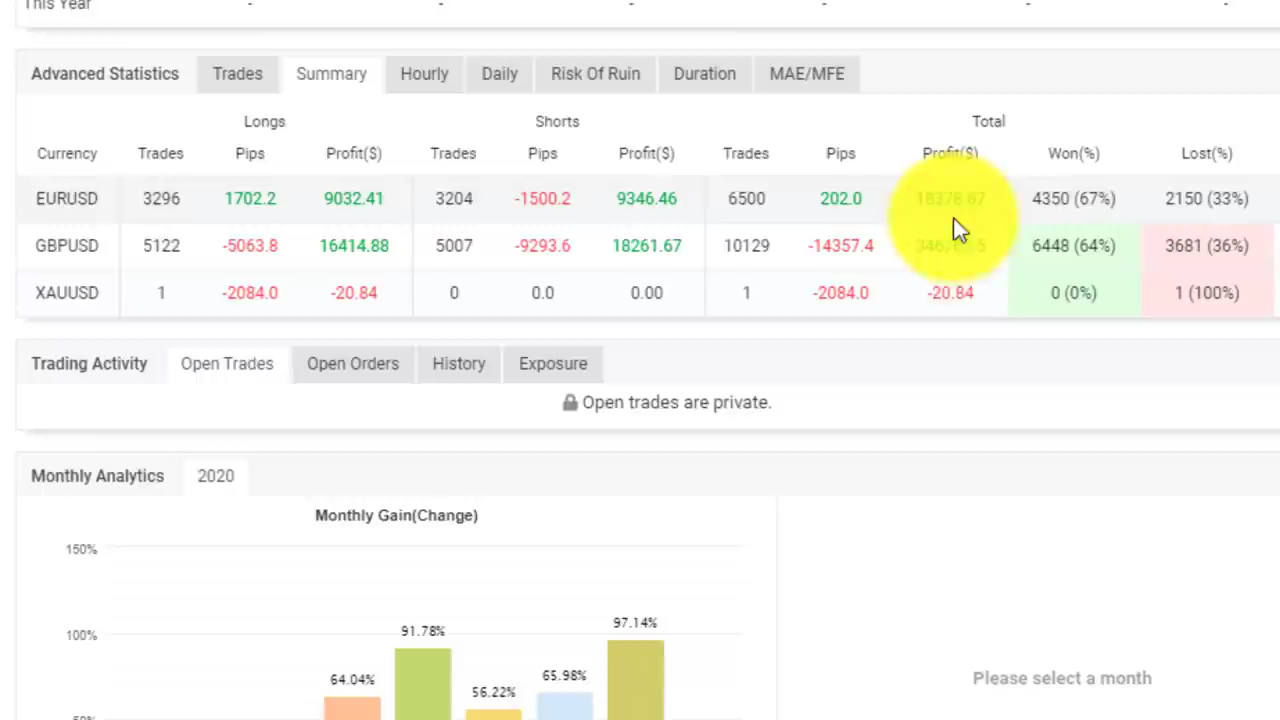 This Year - - - - - -
Advanced Statistics Trades Summary Hourly Daily Risk Of Ruin Duration MAE/MFE
Longs Shorts Total
Currency Trades Pips Profit($) Trades Pips Profit($) Trades Pips Profit($) Won(%) Lost(%)
EURUSD 3296 1702.2 9032.41 3204 -1500.2 9346.46 6500 202.0 18378.87 4350 (67%) 2150 (33%)
GBPUSD 5122 -5063.8 16414.88 5007 -9293.6 18261.67 10129 -14357.4 6448 (64%) 3681 (36%)
XAUUSD 1 -2084.0 -20.84 0 0.0 0.00 1 -2084.0 -20.84 0 (0%) 1 (100%)
Trading Activity Open Trades Open Orders History Exposure
Open trades are private.
Monthly Analytics 2020
Monthly Gain(Change)
150%
97.14%
100%
91.78%
64.04%
65.98%
56.22%
Please select a month
50%